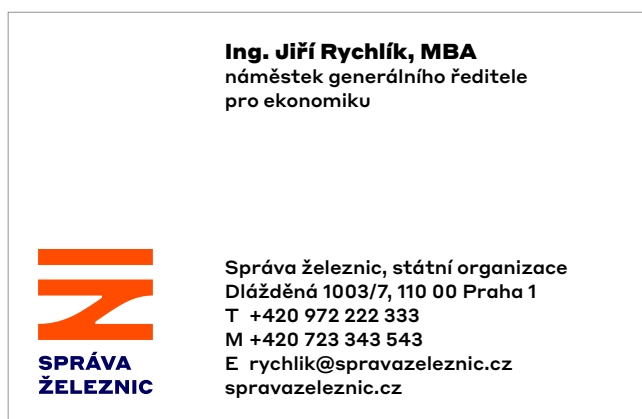 Ing. Jiří Rychlík, MBA
náměstek generálního ředitele
pro ekonomiku
SPRÁVA
ŽELEZNIC
Správa železnic, státní organizace
Dlážděná 1003/7, 110 00 Praha 1
T +420 972 222 333
M +420 723 343 543
E rychlik@spravazeleznic.cz
spravazeleznic.cz